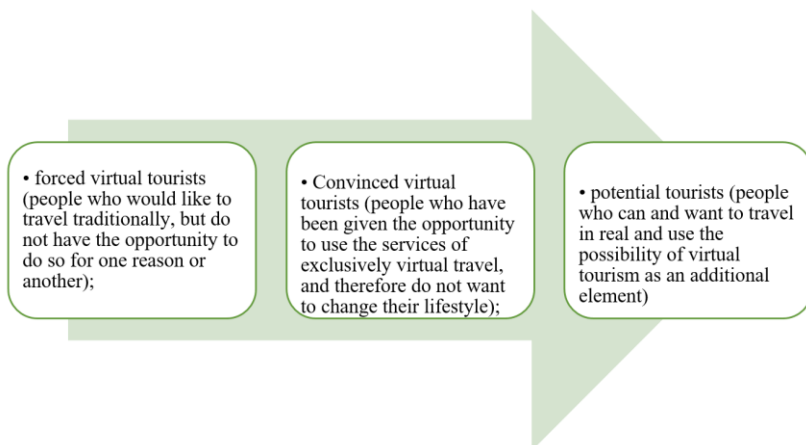 • forced virtual tourists
(people who would like to
travel traditionally, but do
not have the opportunity to
do so for one reason or
another);
• Convinced virtual
tourists (people who have
been given the opportunity
to use the services of
exclusively virtual travel,
and therefore do not want
to change their lifestyle);
• potential tourists (people
who can and want to travel
in real and use the
possibility of virtual
tourism as an additional
element)